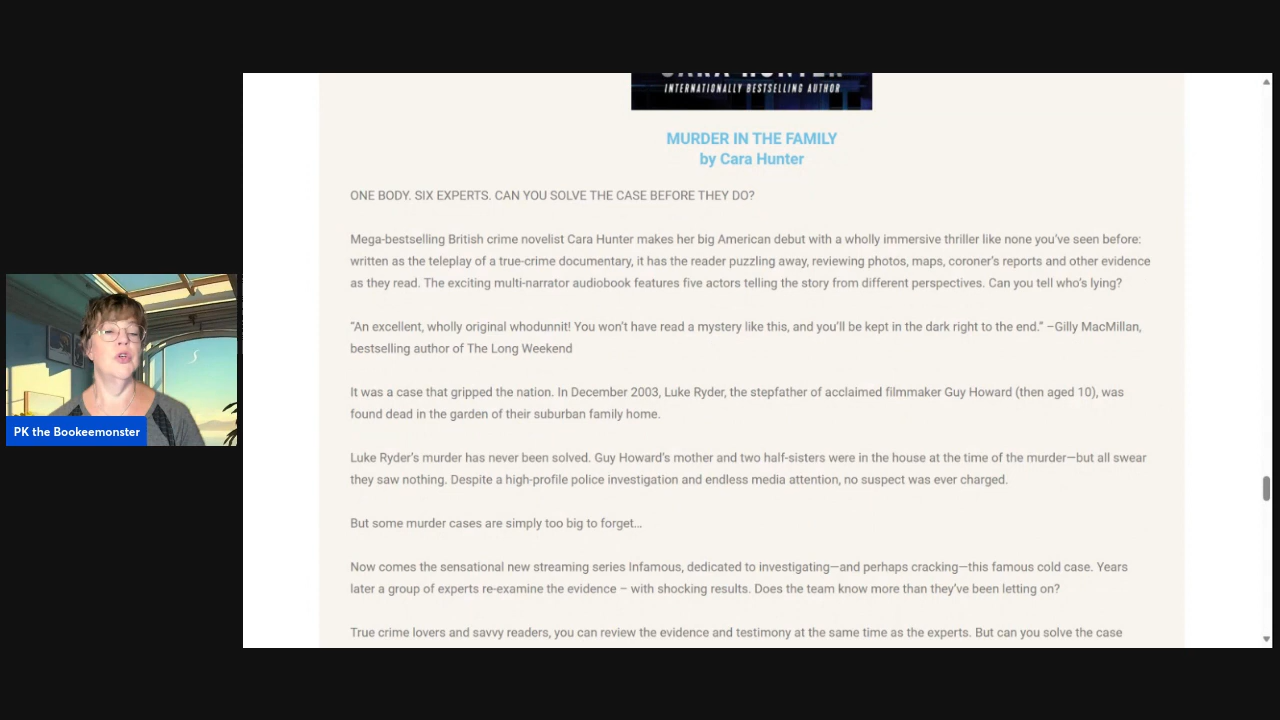 CARA HUNTER
INTERNATIONALLY BESTSELLING AUTHOR
MURDER IN THE FAMILY
by Cara Hunter
ONE BODY. SIX EXPERTS. CAN YOU SOLVE THE CASE BEFORE THEY DO?
Mega-bestselling British crime novelist Cara Hunter makes her big American debut with a wholly immersive thriller like none you’ve seen before:
written as the teleplay of a true-crime documentary, it has the reader puzzling away, reviewing photos, maps, coroner’s reports and other evidence
as they read. The exciting multi-narrator audiobook features five actors telling the story from different perspectives. Can you tell who’s lying?
“An excellent, wholly original whodunnit! You won’t have read a mystery like this, and you’ll be kept in the dark right to the end.” –Gilly MacMillan,
bestselling author of The Long Weekend
It was a case that gripped the nation. In December 2003, Luke Ryder, the stepfather of acclaimed filmmaker Guy Howard (then aged 10), was
found dead in the garden of their suburban family home.
Luke Ryder’s murder has never been solved. Guy Howard’s mother and two half-sisters were in the house at the time of the murder—but all swear
they saw nothing. Despite a high-profile police investigation and endless media attention, no suspect was ever charged.
But some murder cases are simply too big to forget…
Now comes the sensational new streaming series Infamous, dedicated to investigating—and perhaps cracking—this famous cold case. Years
later a group of experts re-examine the evidence – with shocking results. Does the team know more than they’ve been letting on?
True crime lovers and savvy readers, you can review the evidence and testimony at the same time as the experts. But can you solve the case
PK the Bookeemonster